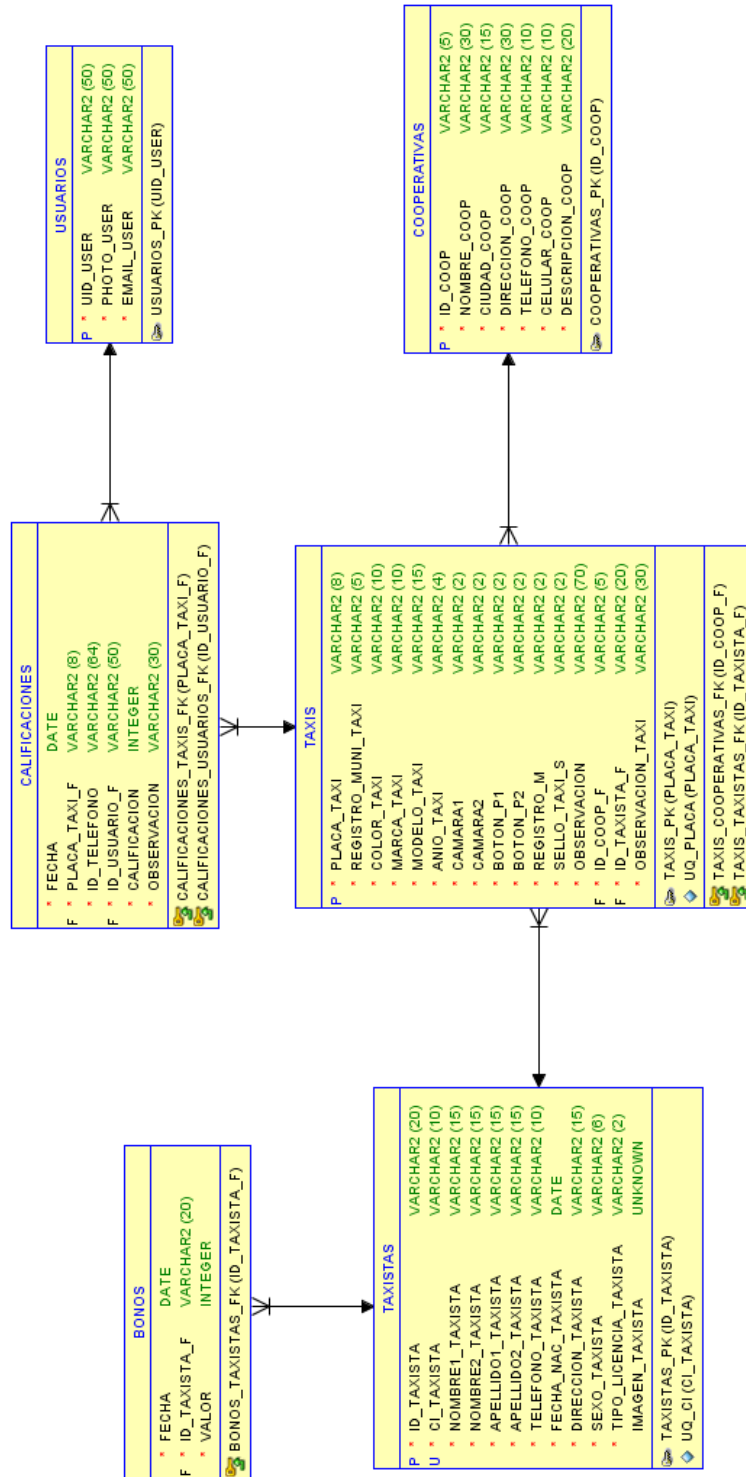 BONOS
* FECHA DATE
F * ID_TAXISTA_F VARCHAR2 (20)
* VALOR INTEGER
BONOS_TAXISTAS_FK (ID_TAXISTA_F)
TAXISTAS
P * ID_TAXISTA VARCHAR2 (20)
U * CI_TAXISTA VARCHAR2 (10)
* NOMBRE1_TAXISTA VARCHAR2 (15)
* NOMBRE2_TAXISTA VARCHAR2 (15)
* APELLIDO1_TAXISTA VARCHAR2 (15)
* APELLIDO2_TAXISTA VARCHAR2 (15)
* TELEFONO_TAXISTA VARCHAR2 (10)
* FECHA_NAC_TAXISTA DATE
* DIRECCION_TAXISTA VARCHAR2 (15)
* SEXO_TAXISTA VARCHAR2 (6)
* TIPO_LICENCIA_TAXISTA VARCHAR2 (2)
IMAGEN_TAXISTA UNKNOWN
TAXISTAS_PK (ID_TAXISTA)
UQ_CI (CI_TAXISTA)
CALIFICACIONES
* FECHA DATE
F * PLACA_TAXI_F VARCHAR2 (8)
* ID_TELEFONO VARCHAR2 (64)
F * ID_USUARIO_F VARCHAR2 (50)
* CALIFICACION INTEGER
* OBSERVACION VARCHAR2 (30)
CALIFICACIONES_TAXIS_FK (PLACA_TAXI_F)
CALIFICACIONES_USUARIOS_FK (ID_USUARIO_F)
TAXIS
P * PLACA_TAXI VARCHAR2 (8)
* REGISTRO_MUNI_TAXI VARCHAR2 (5)
* COLOR_TAXI VARCHAR2 (10)
* MARCA_TAXI VARCHAR2 (10)
* MODELO_TAXI VARCHAR2 (15)
* ANIO_TAXI VARCHAR2 (4)
* CAMARA1 VARCHAR2 (2)
* CAMARA2 VARCHAR2 (2)
* BOTON_P1 VARCHAR2 (2)
* BOTON_P2 VARCHAR2 (2)
* REGISTRO_M VARCHAR2 (2)
* SELLO_TAXI_S VARCHAR2 (2)
* OBSERVACION VARCHAR2 (70)
F * ID_COOP_F VARCHAR2 (5)
F * ID_TAXISTA_F VARCHAR2 (20)
* OBSERVACION_TAXI VARCHAR2 (30)
TAXIS_PK (PLACA_TAXI)
UQ_PLACA (PLACA_TAXI)
TAXIS_COOPERATIVAS_FK (ID_COOP_F)
TAXIS_TAXISTAS_FK (ID_TAXISTA_F)
USUARIOS
P * UID_USER VARCHAR2 (50)
* PHOTO_USER VARCHAR2 (50)
* EMAIL_USER VARCHAR2 (50)
USUARIOS_PK (UID_USER)
COOPERATIVAS
P * ID_COOP VARCHAR2 (5)
* NOMBRE_COOP VARCHAR2 (30)
* CIUDAD_COOP VARCHAR2 (15)
* DIRECCION_COOP VARCHAR2 (30)
* TELEFONO_COOP VARCHAR2 (10)
* CELULAR_COOP VARCHAR2 (10)
* DESCRIPCION_COOP VARCHAR2 (20)
COOPERATIVAS_PK (ID_COOP)